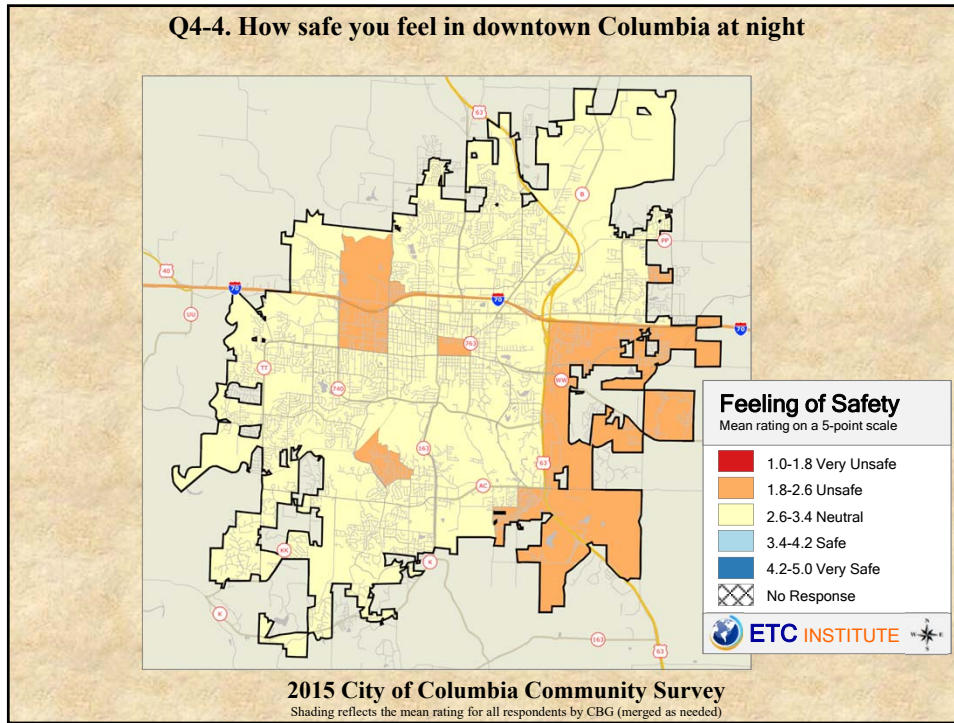 Q4-4. How safe you feel in downtown Columbia at night
63
B
PP
40
70
70
UU
70
763
TT
WW
740
163
63
AC
KK
K
K
163
63
Feeling of Safety
Mean rating on a 5-point scale
1.0-1.8 Very Unsafe
1.8-2.6 Unsafe
2.6-3.4 Neutral
3.4-4.2 Safe
4.2-5.0 Very Safe
No Response
ETC INSTITUTE
N
W E
S
2015 City of Columbia Community Survey
Shading reflects the mean rating for all respondents by CBG (merged as needed)